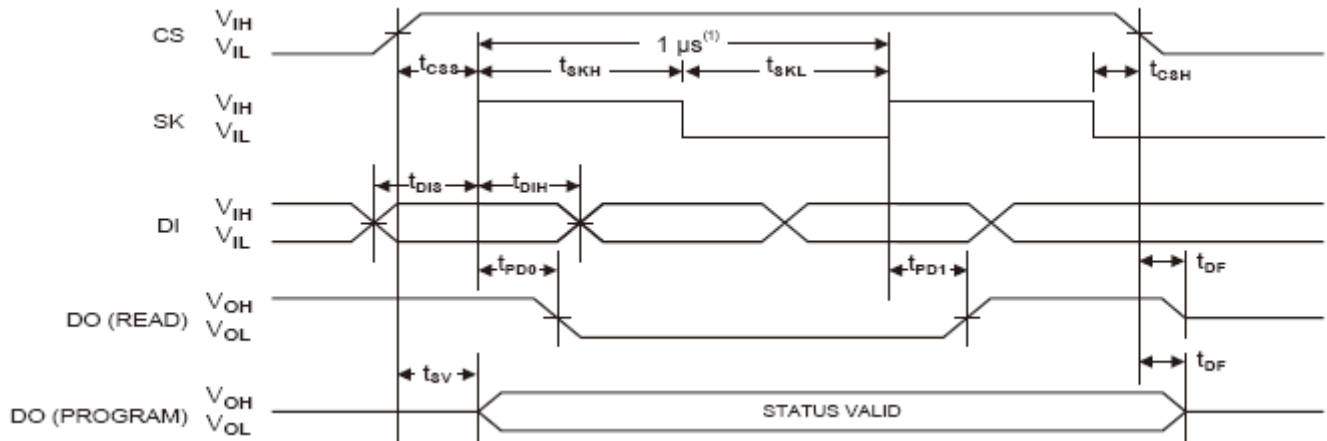 CS
VIH
VIL
1 µs(1)
tCSS
tSKH
tSKL
tCSH
SK
VIH
VIL
tDIS
tDIH
DI
VIH
VIL
tPD0
tPD1
tDF
DO (READ)
VOH
VOL
tSV
tDF
DO (PROGRAM)
VOH
VOL
STATUS VALID